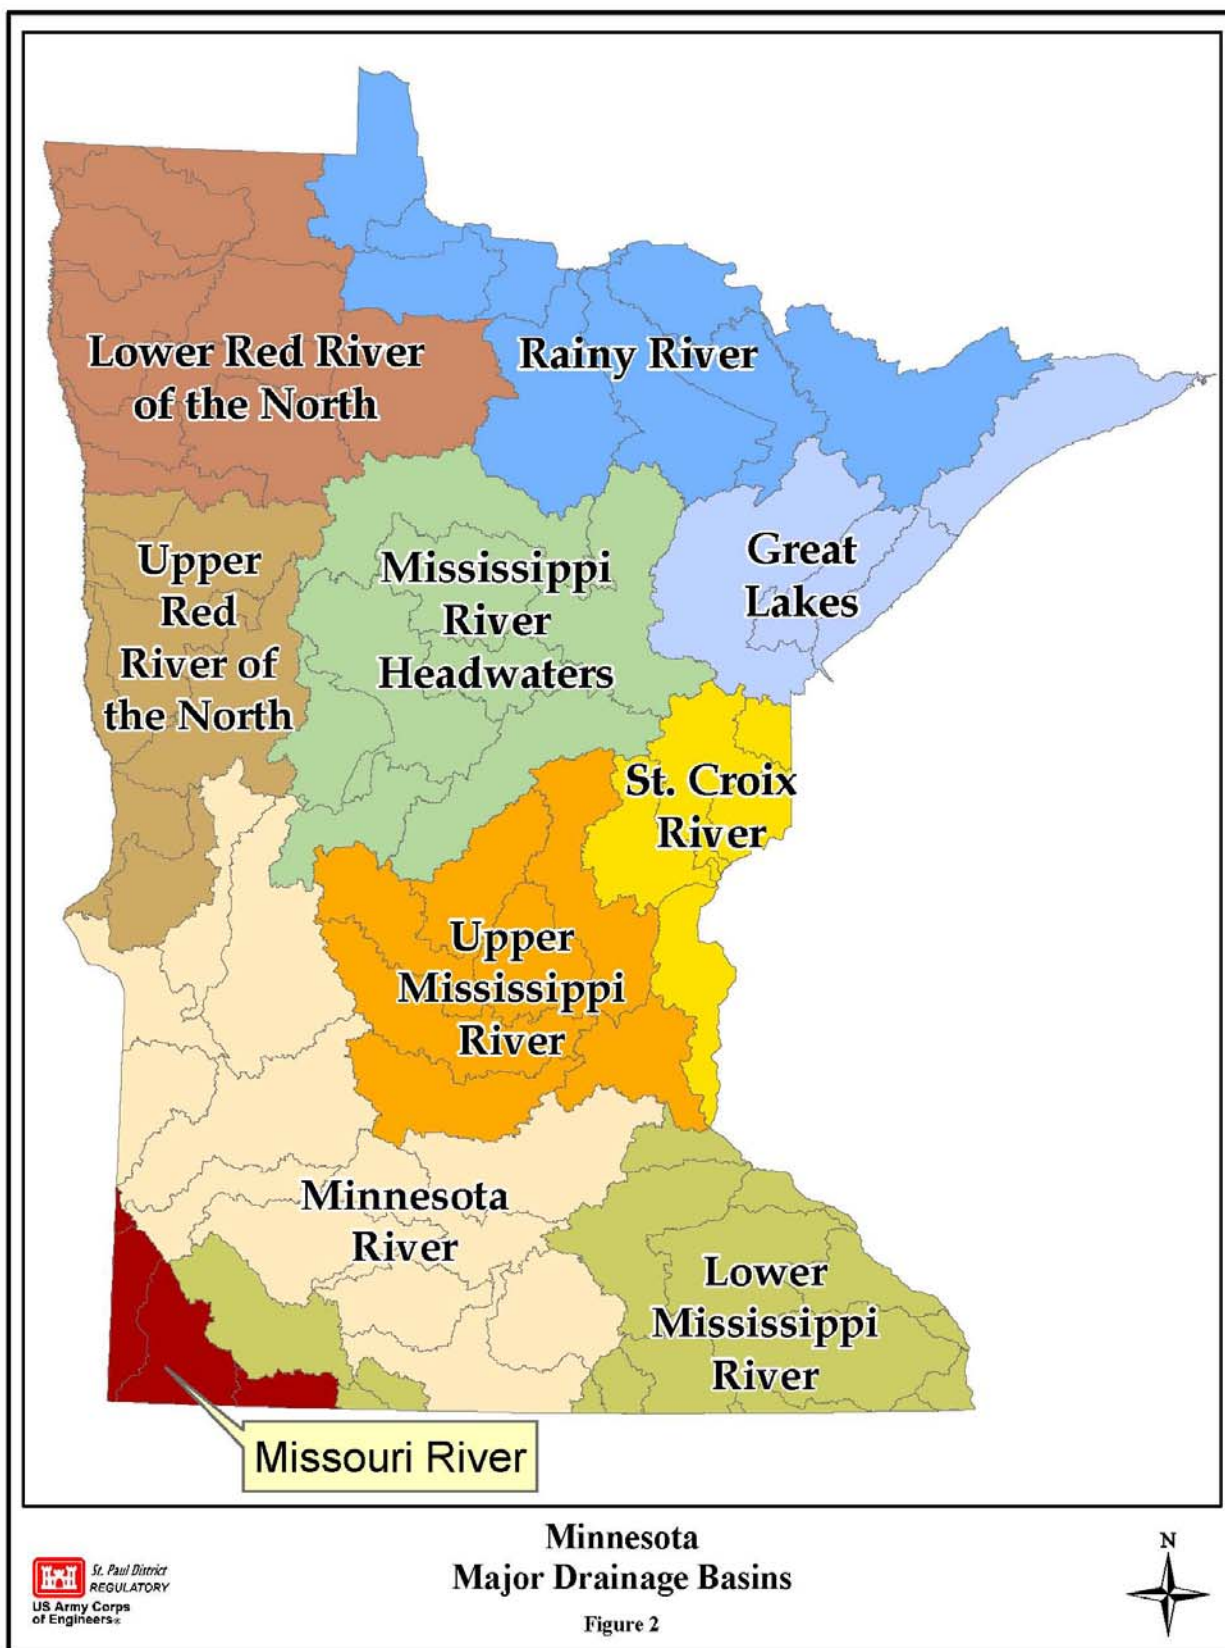 Lower Red River
of the North
Rainy River
Upper
Red
River of
the North
Mississippi
River
Headwaters
Great
Lakes
St. Croix
River
Upper
Mississippi
River
Minnesota
River
Lower
Mississippi
River
Missouri River
Minnesota
Major Drainage Basins
Figure 2
St. Paul District
REGULATORY
US Army Corps
of Engineers®
N